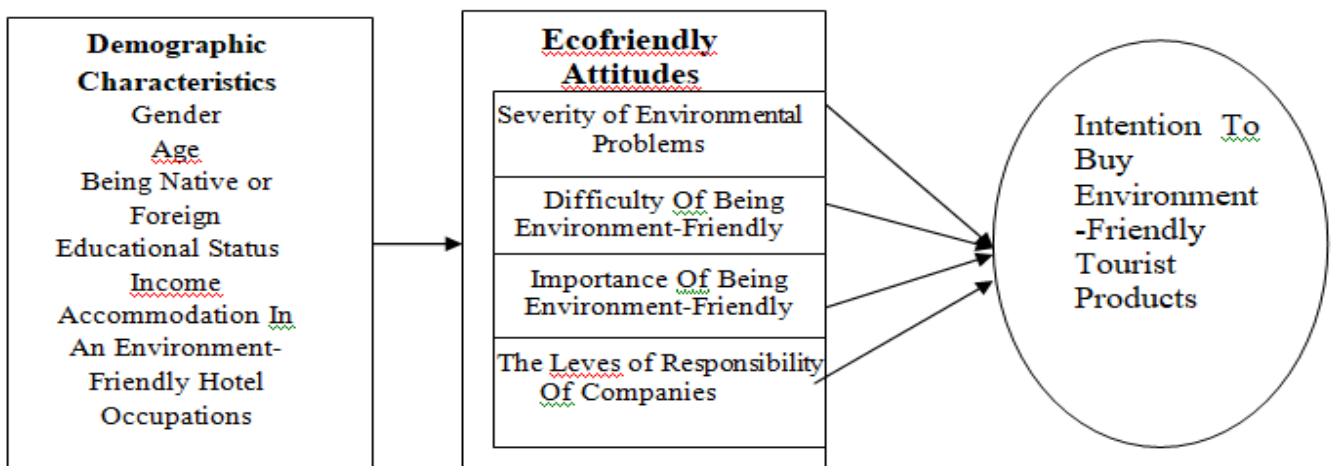 Demographic
Characteristics
Gender
Age
Being Native or
Foreign
Educational Status
Income
Accommodation In
An Environment-
Friendly Hotel
Occupations
Ecofriendly
Attitudes
Severity of Environmental
Problems
Difficulty Of Being
Environment-Friendly
Importance Of Being
Environment-Friendly
The Leves of Responsibility
Of Companies
Intention To
Buy
Environment
-Friendly
Tourist
Products